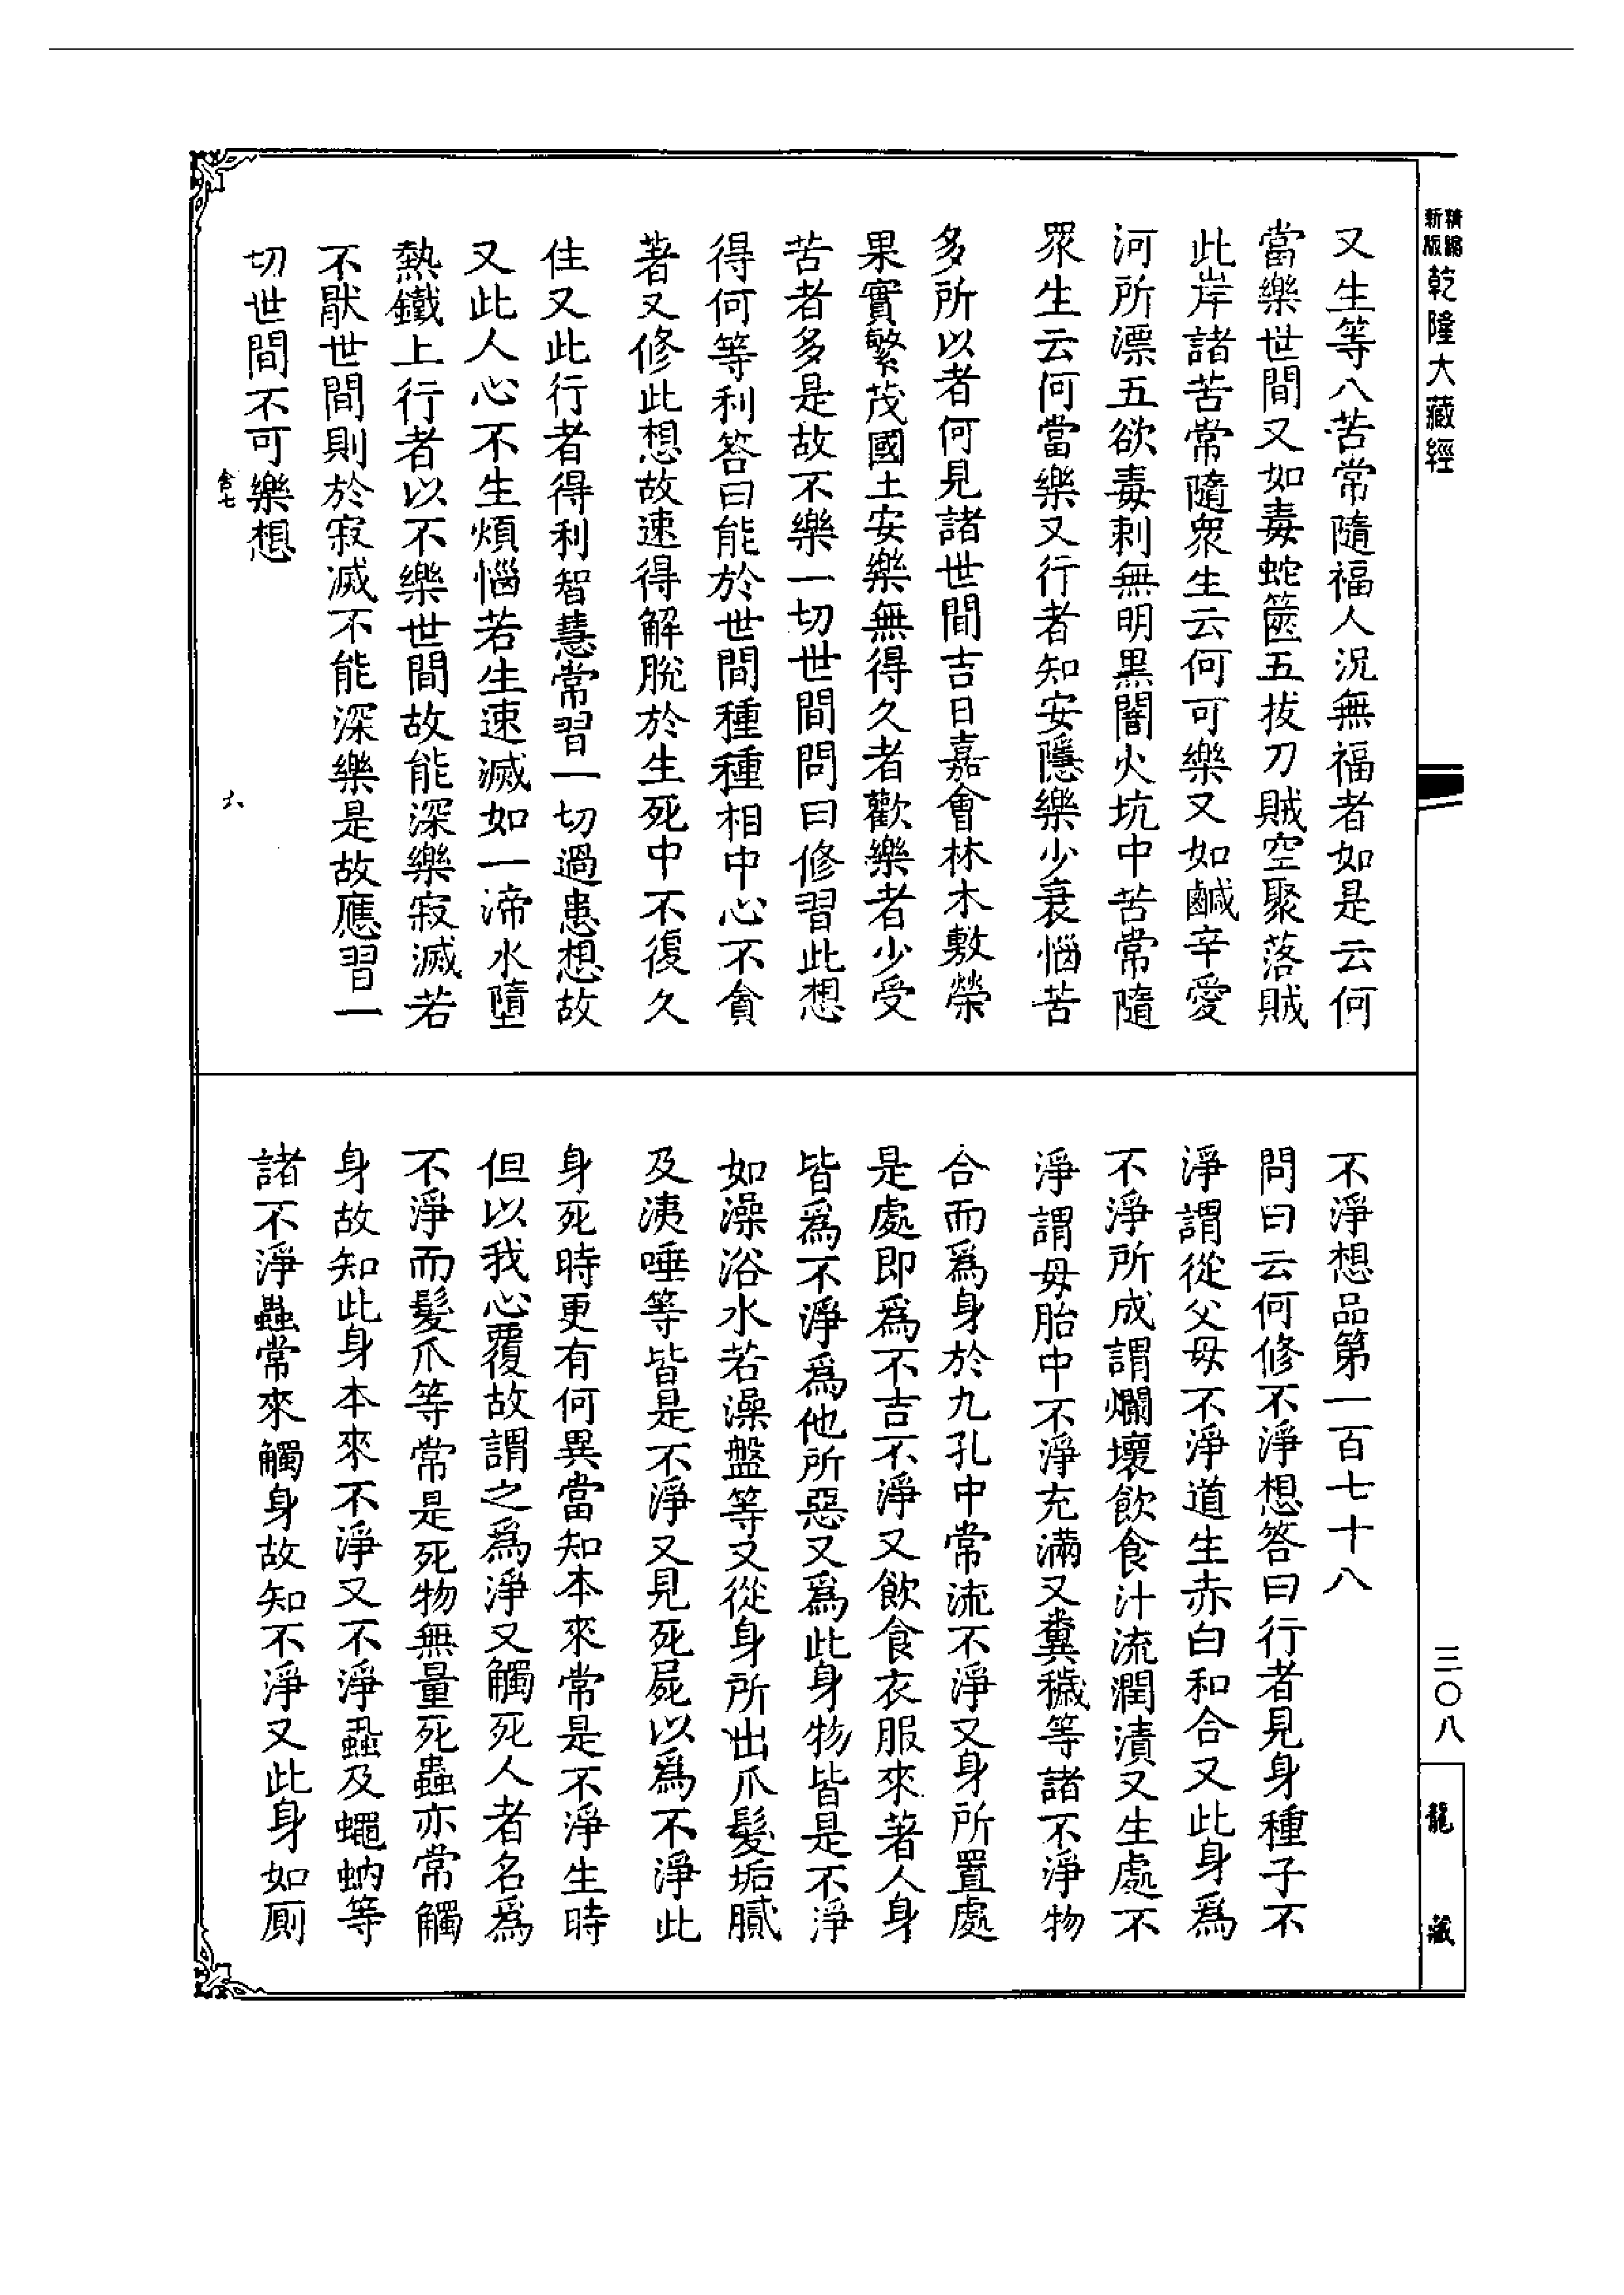 精縮新版乾隆大藏經
又生等八苦常隨福人況無福者如是云何
當樂世間又如毒蛇篋五拔刀賊空聚落賊
此岸諸苦常隨衆生云何可樂又如鹹辛愛
河所漂五欲毒刺無明黑闇火坑中苦常隨
眾生云何當樂又行者知安隱樂少衰惱苦
多所以者何見諸世間吉日嘉會林木敷榮
果實繁茂國土安樂無得久者歡樂者少受
苦者多是故不樂一切世間問曰修習此想
得何等利答曰能於世間種種相中心不貪
著又修此想故速得解脫於生死中不復久
住又此行者得利智慧常習一切過患想故
又此人心不生煩惱若生速滅如一渧水墮
熱鐵上行者以不樂世間故能深樂寂滅若
不猒世間則於寂滅不能深樂是故應習一
切世間不可樂想
舍七
六
不淨想品第一百七十八
問曰云何修不淨想答曰行者見身種子不
淨謂從父母不淨道生赤白和合又此身為
不淨所成謂爛壞飲食汁流潤漬又生處不
淨謂母胎中不淨充滿又糞穢等諸不淨物
合而爲身於九孔中常流不淨又身所置處
是處即爲不吉不淨又飲食衣服來著人身
皆爲不淨爲他所惡又爲此身物皆是不淨
如澡浴水若澡盤等又從身所出爪髮垢膩
及洟唾等皆是不淨又見死屍以爲不淨此
身死時更有何異當知本來常是不淨生時
但以我心覆故謂之爲淨又觸死人者名爲
不淨而髮爪等常是死物無量死蟲亦常觸
身故知此身本來不淨又不淨蝨及蠅蚋等
諸不淨蟲常來觸身故知不淨又此身如厠
三〇八
龍藏